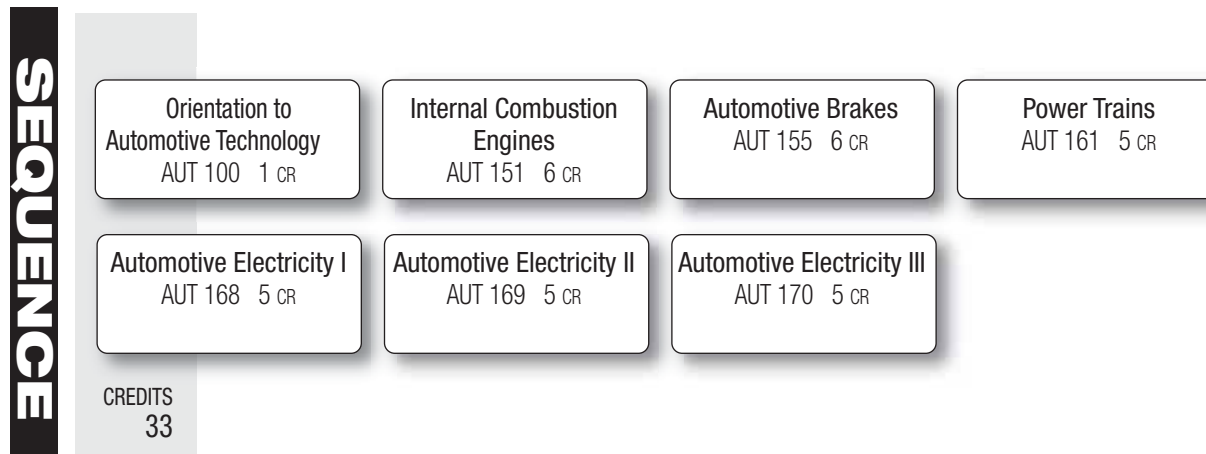 SEQUENCE
Orientation to
Automotive Technology
AUT 100 1 CR
Internal Combustion
Engines
AUT 151 6 CR
Automotive Brakes
AUT 155 6 CR
Power Trains
AUT 161 5 CR
Automotive Electricity I
AUT 168 5 CR
Automotive Electricity II
AUT 169 5 CR
Automotive Electricity III
AUT 170 5 CR
CREDITS
33